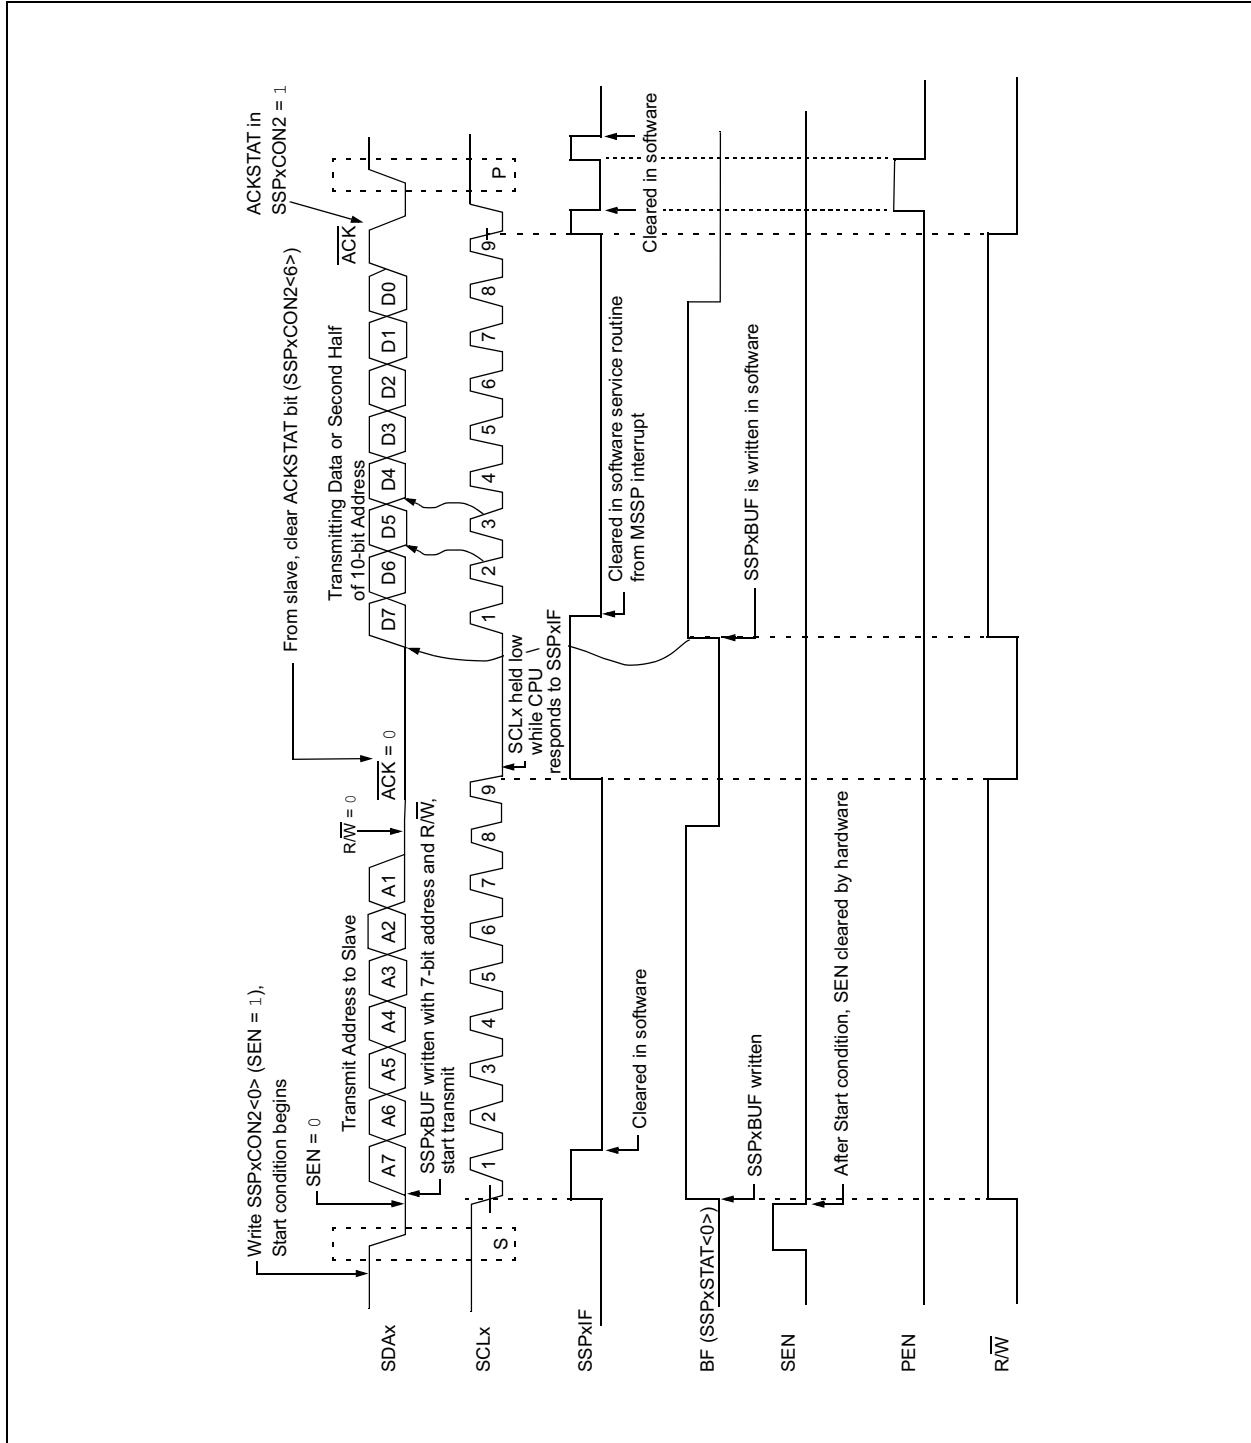 Write SSPxCON2<0> (SEN = 1),
Start condition begins
SEN = 0
Transmit Address to Slave
R/W = 0
From slave, clear ACKSTAT bit (SSPxCON2<6>)
ACK = 0
Transmitting Data or Second Half
of 10-bit Address
ACKSTAT in
SSPxCON2 = 1
ACK
SDAx
A7 A6 A5 A4 A3 A2 A1
D7 D6 D5 D4 D3 D2 D1 D0
SSPxBUF written with 7-bit address and R/W,
start transmit
SCLx
S
1 2 3 4 5 6 7 8 9
1 2 3 4 5 6 7 8 9
P
SCLx held low
while CPU
responds to SSPxIF
SSPxIF
Cleared in software
Cleared in software service routine
from MSSP interrupt
Cleared in software
BF (SSPxSTAT<0>)
SSPxBUF written
SSPxBUF is written in software
SEN
After Start condition, SEN cleared by hardware
PEN
R/W